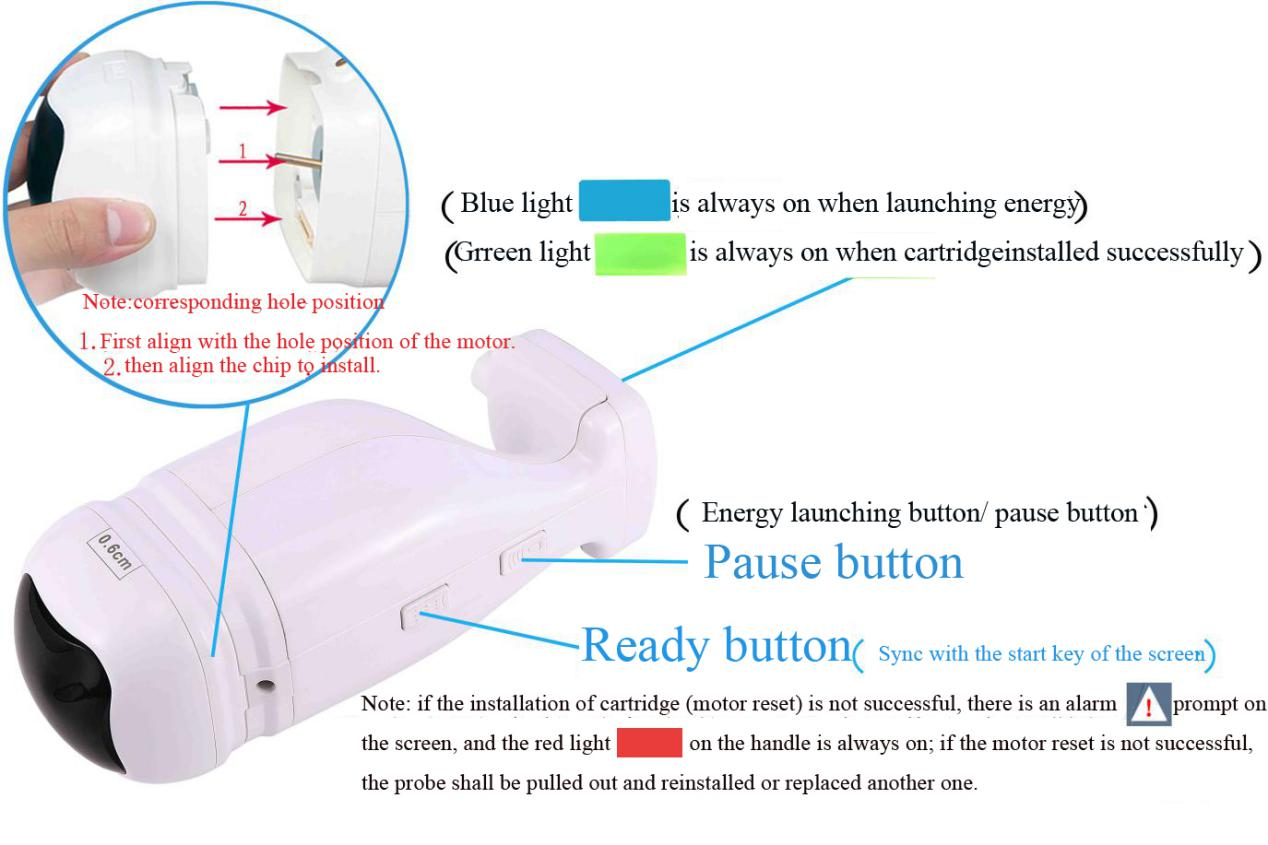 1
2
Note:corresponding hole position
1. First align with the hole position of the motor.
2. then align the chip to install.
( Blue light is always on when launching energy)
(Grreen light is always on when cartridgeinstalled successfully)
0.6cm
( Energy launching button/ pause button )
Pause button
Ready button( Sync with the start key of the screen)
Note: if the installation of cartridge (motor reset) is not successful, there is an alarm ! prompt on
the screen, and the red light on the handle is always on; if the motor reset is not successful,
the probe shall be pulled out and reinstalled or replaced another one.